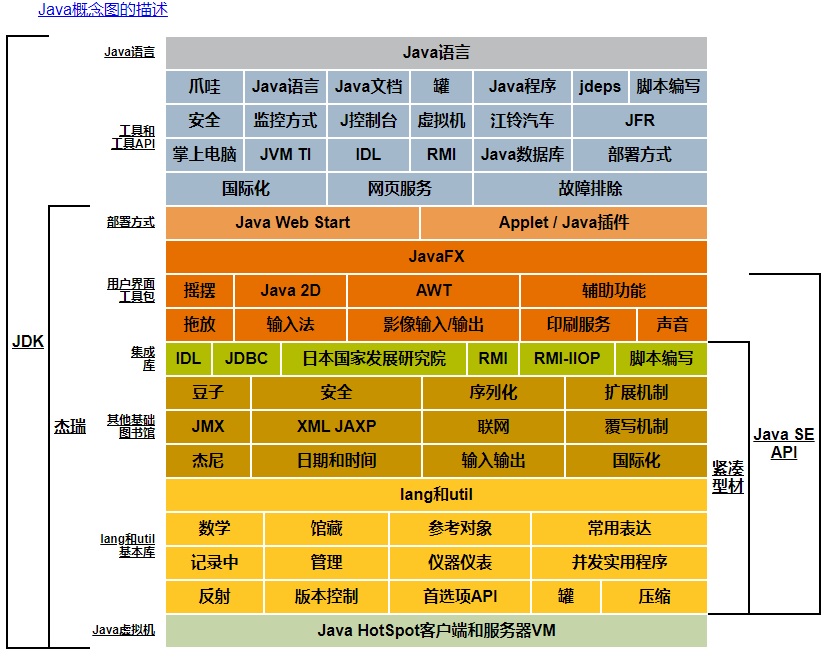 Java概念图的描述
Java语言
Java语言
爪哇 Java语言 Java文档 罐 Java程序 jdeps 脚本编写
工具和
工具API
安全 监控方式 J控制台 虚拟机 江铃汽车 JFR
掌上电脑 JVM TI IDL RMI Java数据库 部署方式
国际化 网页服务 故障排除
部署方式
Java Web Start Applet / Java插件
JavaFX
用户界面
工具包
摇摆 Java 2D AWT 辅助功能
拖放 输入法 影像输入/输出 印刷服务 声音
JDK
集成
库
IDL JDBC 日本国家发展研究院 RMI RMI-IIOP 脚本编写
豆子 安全 序列化 扩展机制
杰瑞
其他基础
图书馆
JMX XML JAXP 联网 覆写机制
Java SE
API
杰尼 日期和时间 输入输出 国际化
紧凑
型材
lang和util
lang和util
基本库
数学 馆藏 参考对象 常用表达
记录中 管理 仪器仪表 并发实用程序
反射 版本控制 首选项API 罐 压缩
Java虚拟机
Java HotSpot客户端和服务器VM